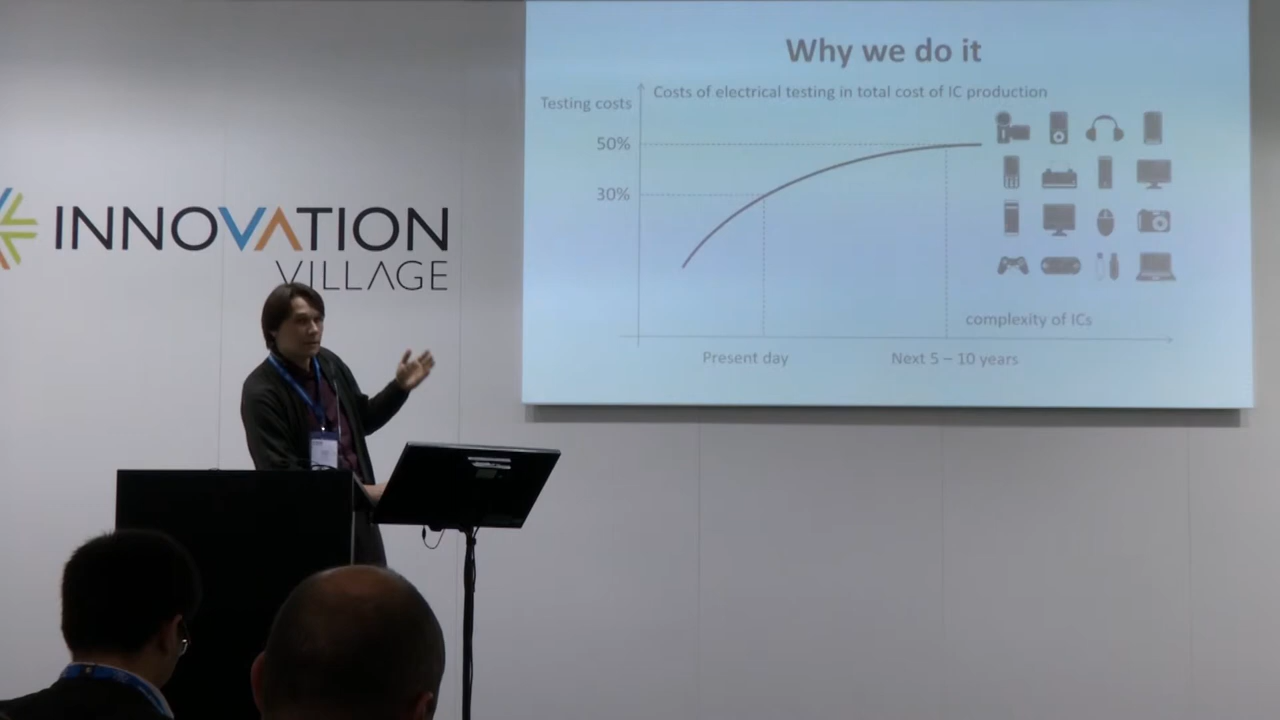 Why we do it
Costs of electrical testing in total cost of IC production
Testing costs
50%
30%
complexity of ICs
Present day
Next 5 – 10 years
INNOVATION
VILLAGE